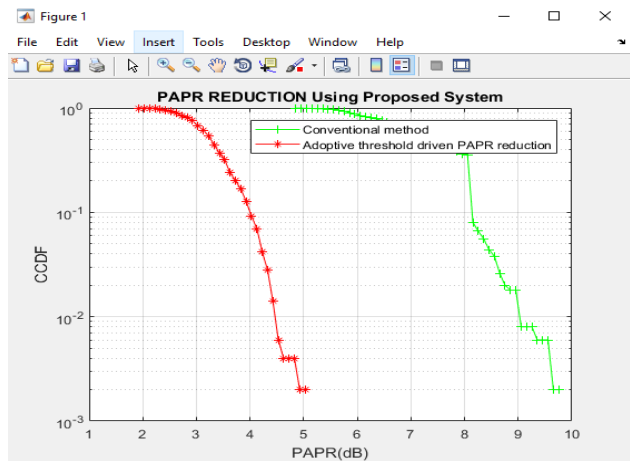 Figure 1
File Edit View Insert Tools Desktop Window Help
PAPR REDUCTION Using Proposed System
Conventional method
Adoptive threshold driven PAPR reduction
CCDF
10^0
10^-1
10^-2
10^-3
1 2 3 4 5 6 7 8 9 10
PAPR(dB)